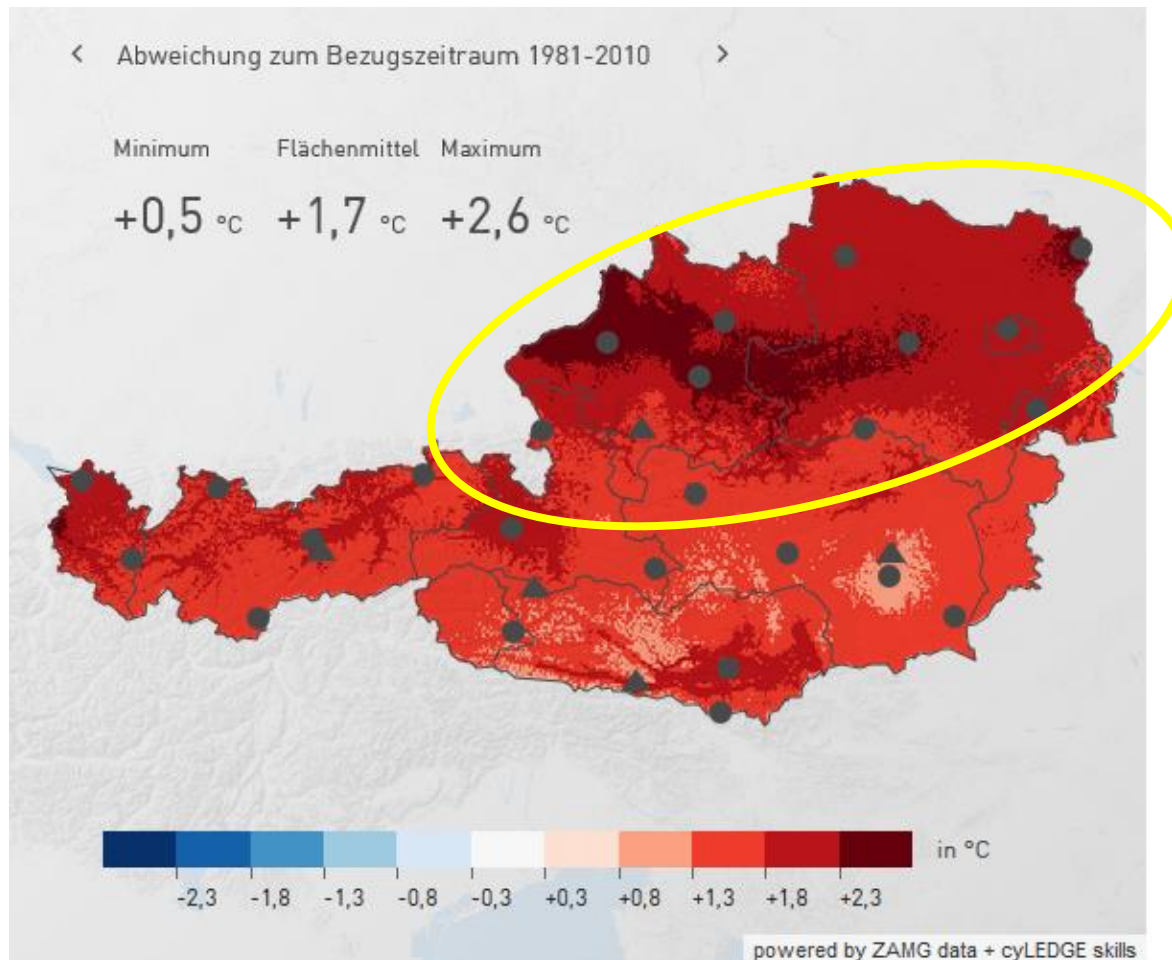 < Abweichung zum Bezugszeitraum 1981-2010 >
Minimum Flächenmittel Maximum
+0,5 °C +1,7 °C +2,6 °C
in °C
-2,3 -1,8 -1,3 -0,8 -0,3 +0,3 +0,8 +1,3 +1,8 +2,3
powered by ZAMG data + cyLEDGE skills